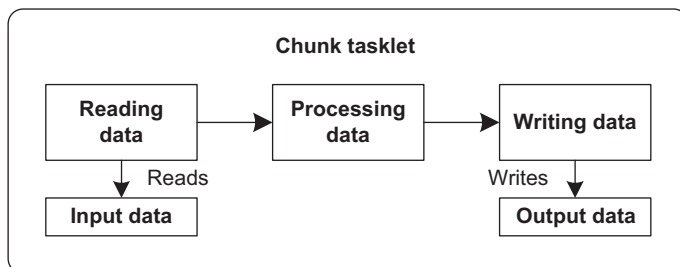 Chunk tasklet
Reading
data
Processing
data
Writing data
Reads
Writes
Input data
Output data